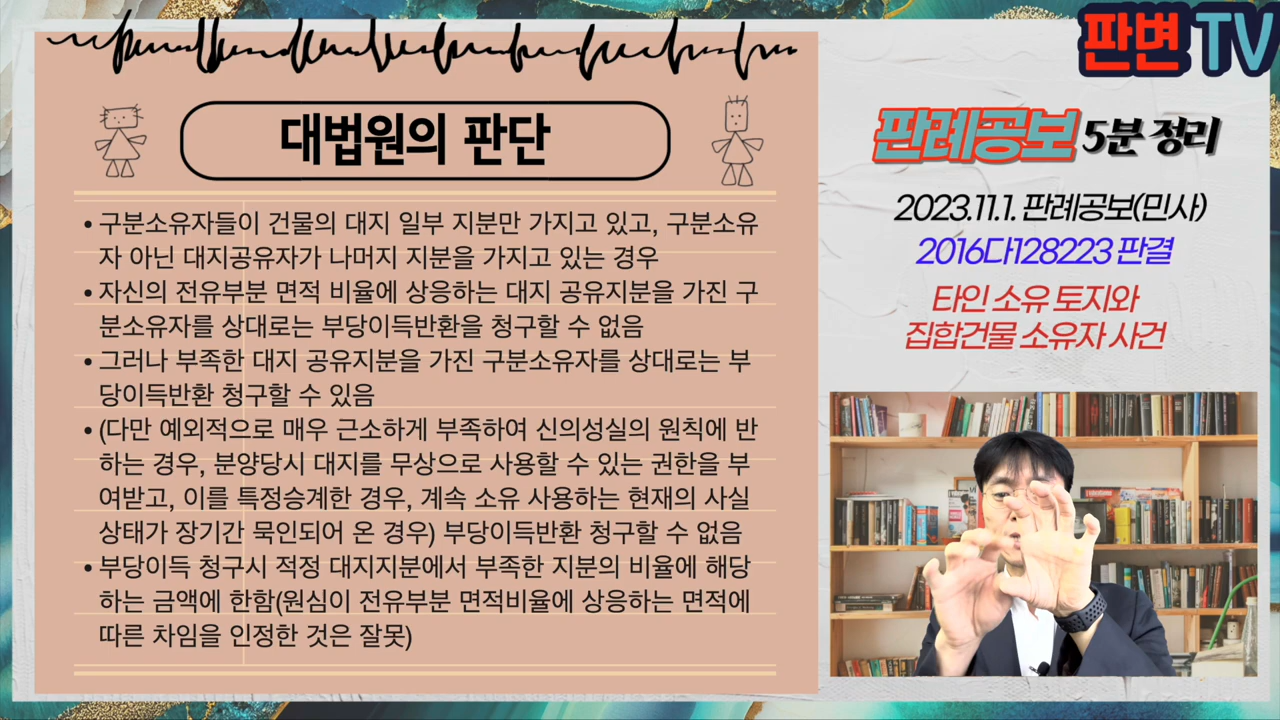 판변 TV
대법원의 판단
• 구분소유자들이 건물의 대지 일부 지분만 가지고 있고, 구분소유
자 아닌 대지공유자가 나머지 지분을 가지고 있는 경우
• 자신의 전유부분 면적 비율에 상응하는 대지 공유지분을 가진 구
분소유자를 상대로는 부당이득반환을 청구할 수 없음
• 그러나 부족한 대지 공유지분을 가진 구분소유자를 상대로는 부
당이득반환 청구할 수 있음
• (다만 예외적으로 매우 근소하게 부족하여 신의성실의 원칙에 반
하는 경우, 분양당시 대지를 무상으로 사용할 수 있는 권한을 부
여받고, 이를 특정승계한 경우, 계속 소유 사용하는 현재의 사실
상태가 장기간 묵인되어 온 경우) 부당이득반환 청구할 수 없음
• 부당이득 청구시 적정 대지지분에서 부족한 지분의 비율에 해당
하는 금액에 한함(원심이 전유부분 면적비율에 상응하는 면적에
따른 차임을 인정한 것은 잘못)
판례공보 5분 정리
2023.11.1. 판례공보(민사)
2016다128223 판결
타인 소유 토지와
집합건물 소유자 사건